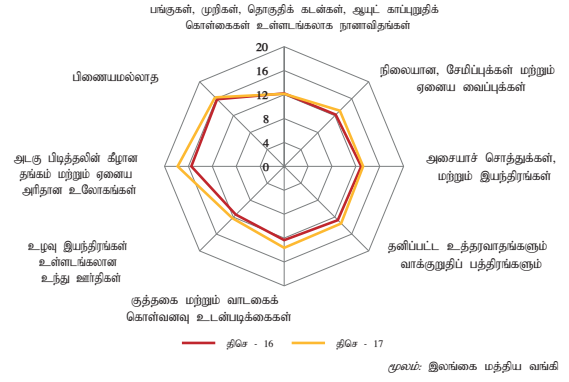 பங்குகள், முறிகள், தொகுதிக் கடன்கள், ஆயுட் காப்புறுதிக்
கொள்கைகள் உள்ளடங்கலாக நானாவிதங்கள்
நிலையான, சேமிப்புக்கள் மற்றும்
ஏனைய வைப்புக்கள்
அசையாச் சொத்துக்கள்,
மற்றும் இயந்திரங்கள்
தனிப்பட்ட உத்தரவாதங்களும்
வாக்குறுதிப் பத்திரங்களும்
குத்தகை மற்றும் வாடகைக்
கொள்வனவு உடன்படிக்கைகள்
உழவு இயந்திரங்கள்
உள்ளடங்கலான
உந்து ஊர்திகள்
அடகு பிடித்தலின் கீழான
தங்கம் மற்றும் ஏனைய
அரிதான உலோகங்கள்
பிணையமல்லாத
20
16
12
8
4
0
திசெ - 16
திசெ - 17
மூலம்: இலங்கை மத்திய வங்கி